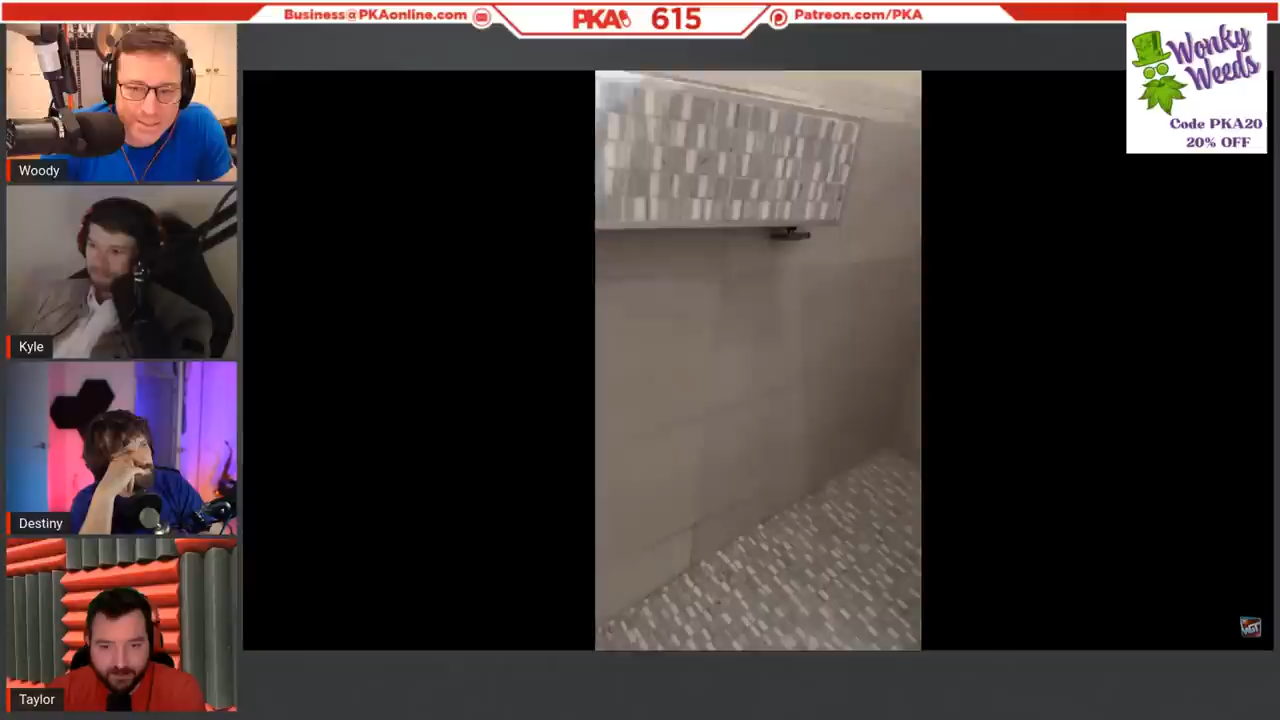 Business@PKAonline.com
PKA 615
Patreon.com/PKA
Wonky
Weeds
Code PKA20
20% OFF
Woody
Kyle
Destiny
Taylor